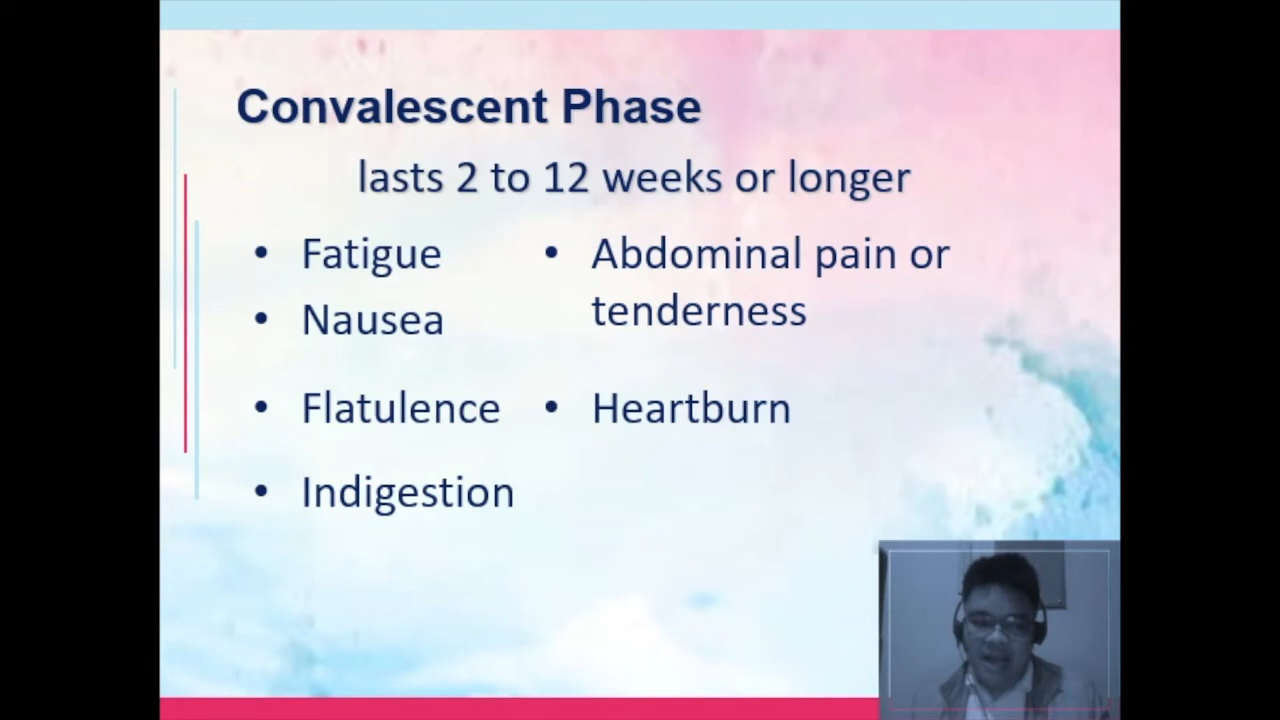 Convalescent Phase
lasts 2 to 12 weeks or longer
• Fatigue
• Nausea
• Flatulence
• Indigestion
• Abdominal pain or
tenderness
• Heartburn